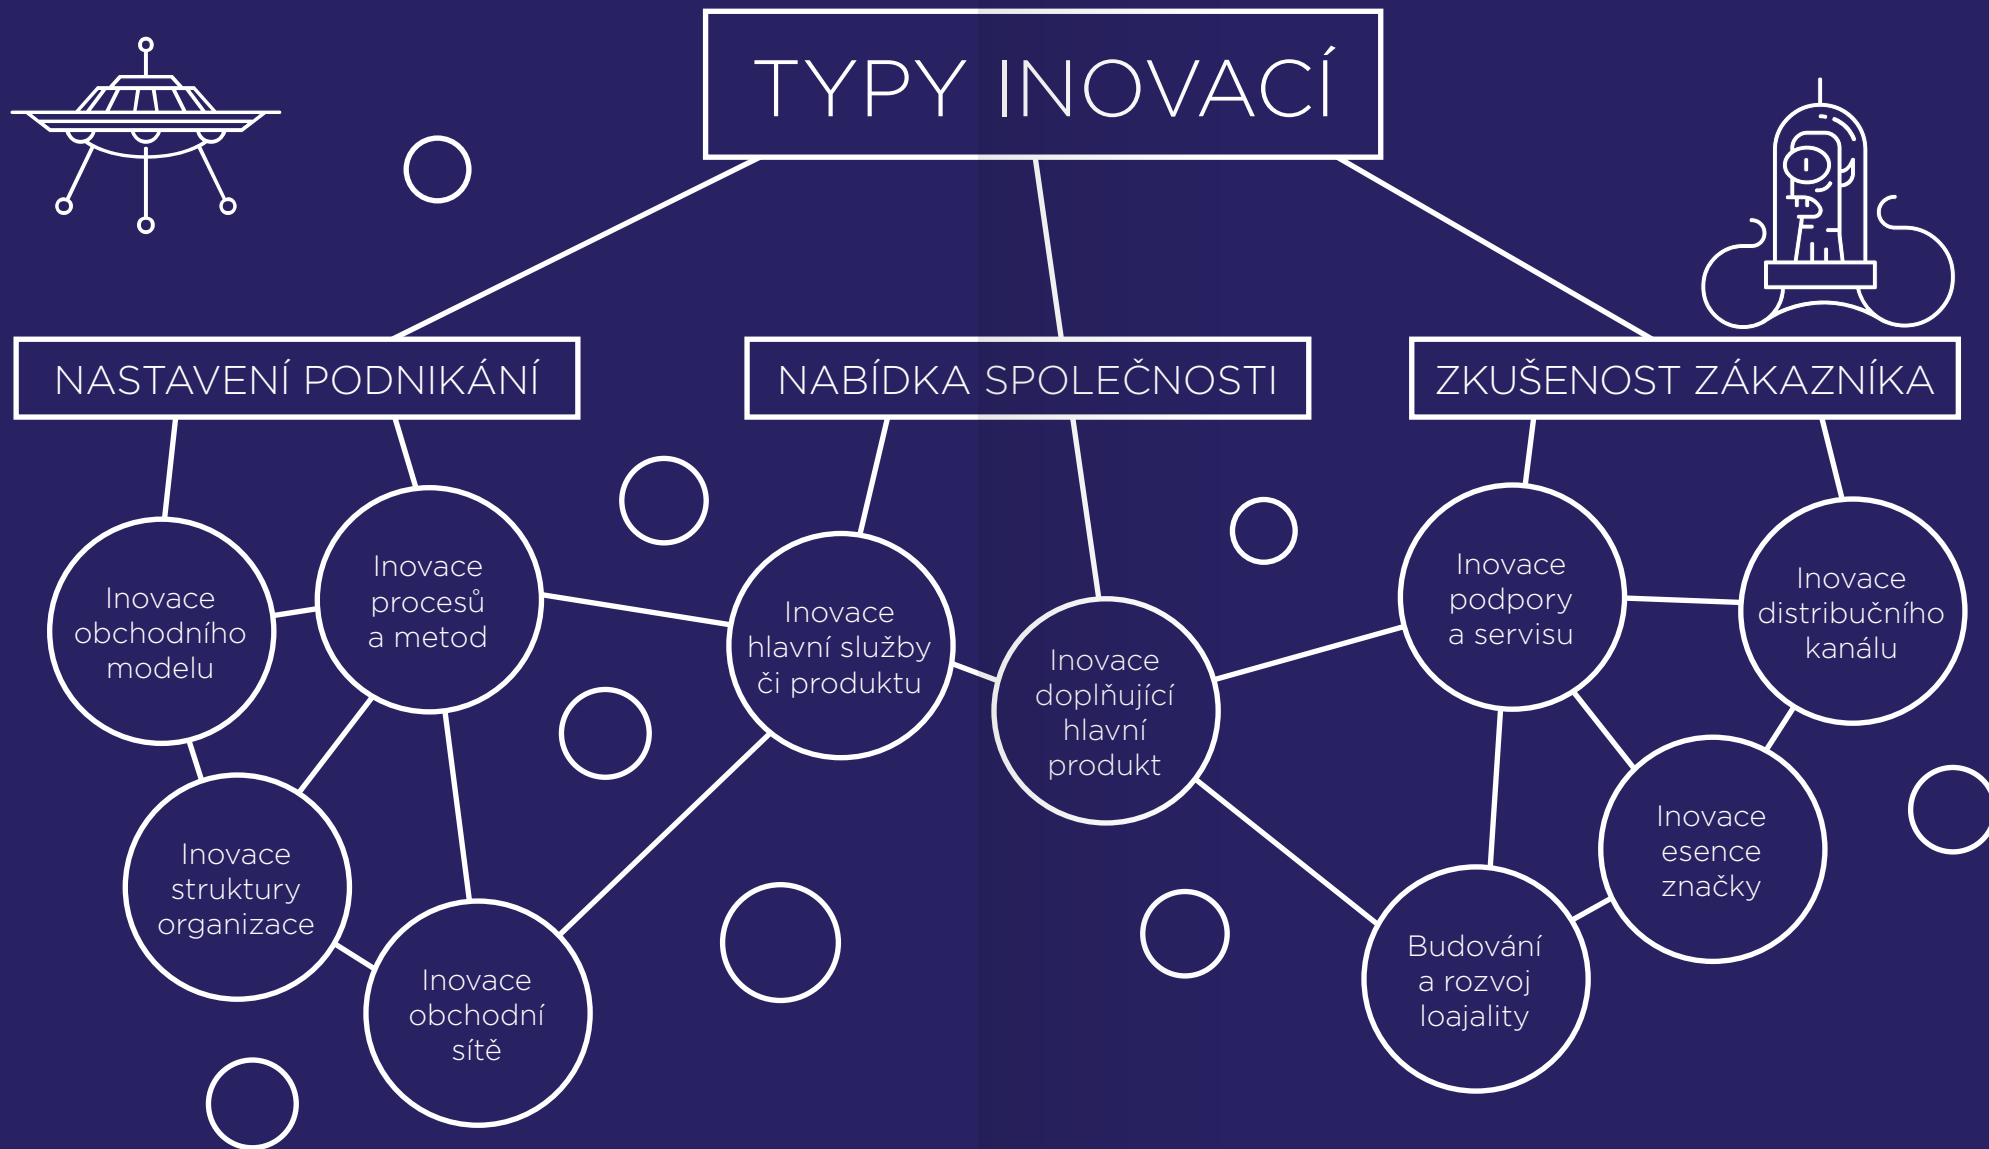 TYPY INOVACÍ
NASTAVENÍ PODNIKÁNÍ
NABÍDKA SPOLEČNOSTI
ZKUŠENOST ZÁKAZNÍKA
Inovace
obchodního
modelu
Inovace
procesů
a metod
Inovace
struktury
organizace
Inovace
obchodní
sítě
Inovace
hlavní služby
či produktu
Inovace
doplňující
hlavní
produkt
Inovace
podpory
a servisu
Inovace
distribučního
kanálu
Inovace
esence
značky
Budování
a rozvoj
loajality